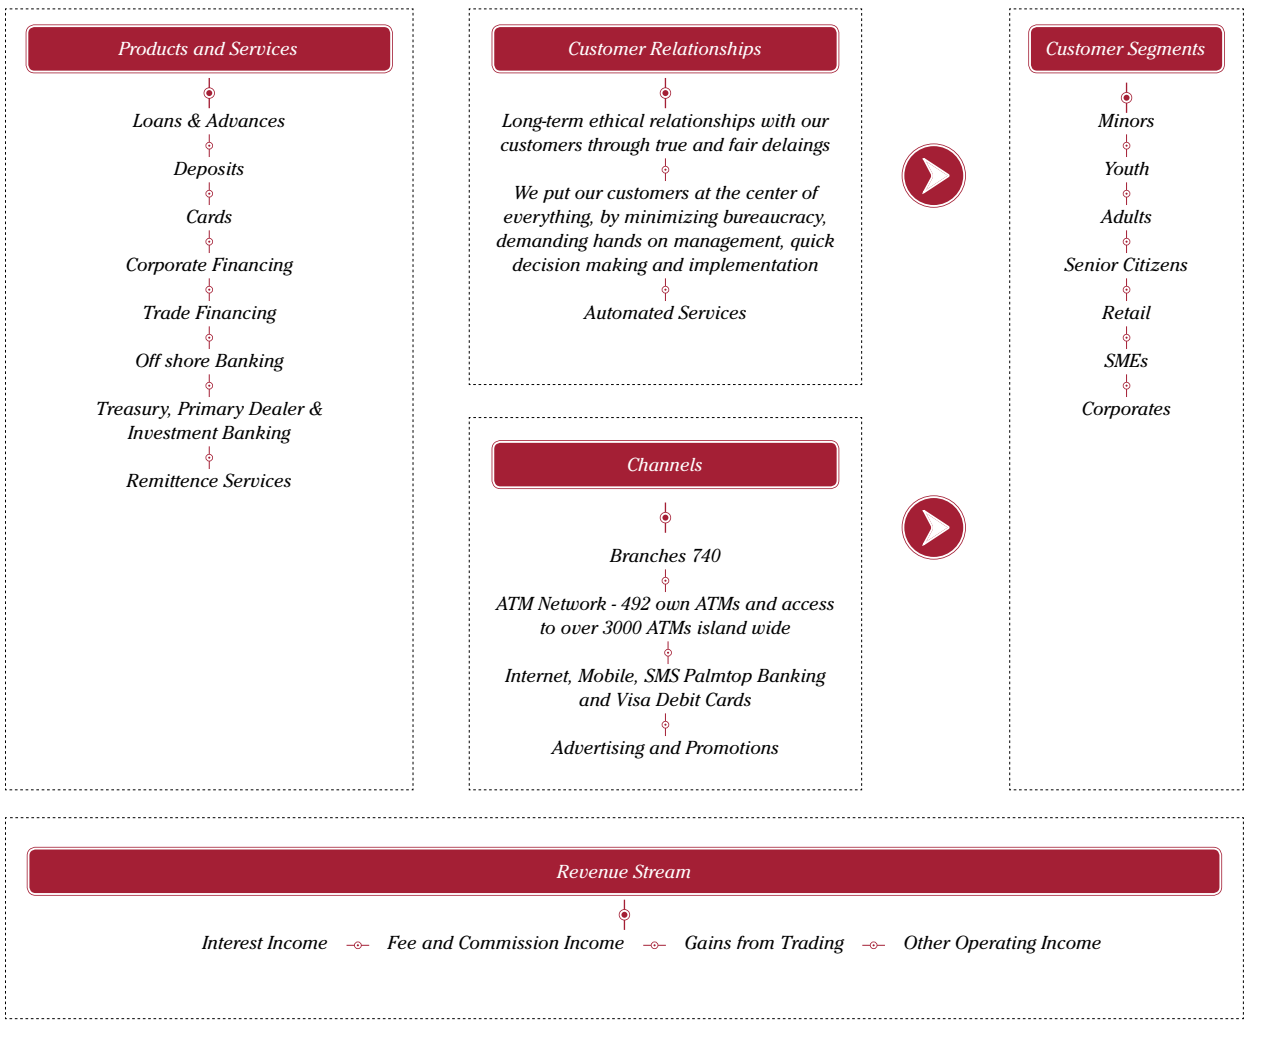 Products and Services
Loans & Advances
Deposits
Cards
Corporate Financing
Trade Financing
Off shore Banking
Treasury, Primary Dealer &
Investment Banking
Remittence Services
Customer Relationships
Long-term ethical relationships with our
customers through true and fair delaings
We put our customers at the center of
everything, by minimizing bureaucracy,
demanding hands on management, quick
decision making and implementation
Automated Services
Channels
Branches 740
ATM Network - 492 own ATMs and access
to over 3000 ATMs island wide
Internet, Mobile, SMS Palmtop Banking
and Visa Debit Cards
Advertising and Promotions
Customer Segments
Minors
Youth
Adults
Senior Citizens
Retail
SMEs
Corporates
Revenue Stream
Interest Income Fee and Commission Income Gains from Trading Other Operating Income